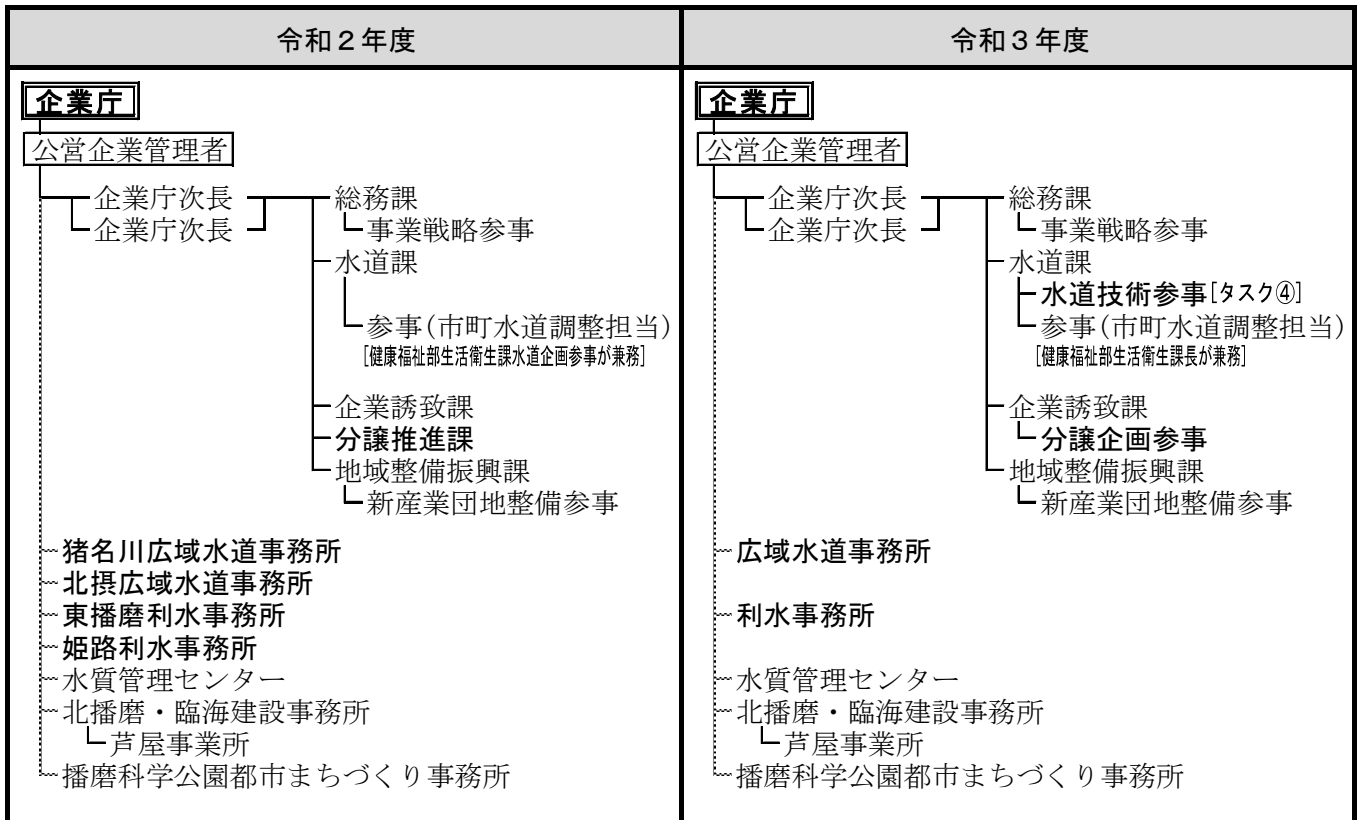 令和２年度
企業庁
公営企業管理者
企業庁次長 総務課
企業庁次長 事業戦略参事
水道課
参事(市町水道調整担当)
[健康福祉部生活衛生課水道企画参事が兼務]
企業誘致課
分譲推進課
地域整備振興課
新産業団地整備参事
猪名川広域水道事務所
北摂広域水道事務所
東播磨利水事務所
姫路利水事務所
水質管理センター
北播磨・臨海建設事務所
芦屋事業所
播磨科学公園都市まちづくり事務所
令和３年度
企業庁
公営企業管理者
企業庁次長 総務課
企業庁次長 事業戦略参事
水道課
水道技術参事[タスク④]
参事(市町水道調整担当)
[健康福祉部生活衛生課長が兼務]
企業誘致課
分譲企画参事
地域整備振興課
新産業団地整備参事
広域水道事務所
利水事務所
水質管理センター
北播磨・臨海建設事務所
芦屋事業所
播磨科学公園都市まちづくり事務所